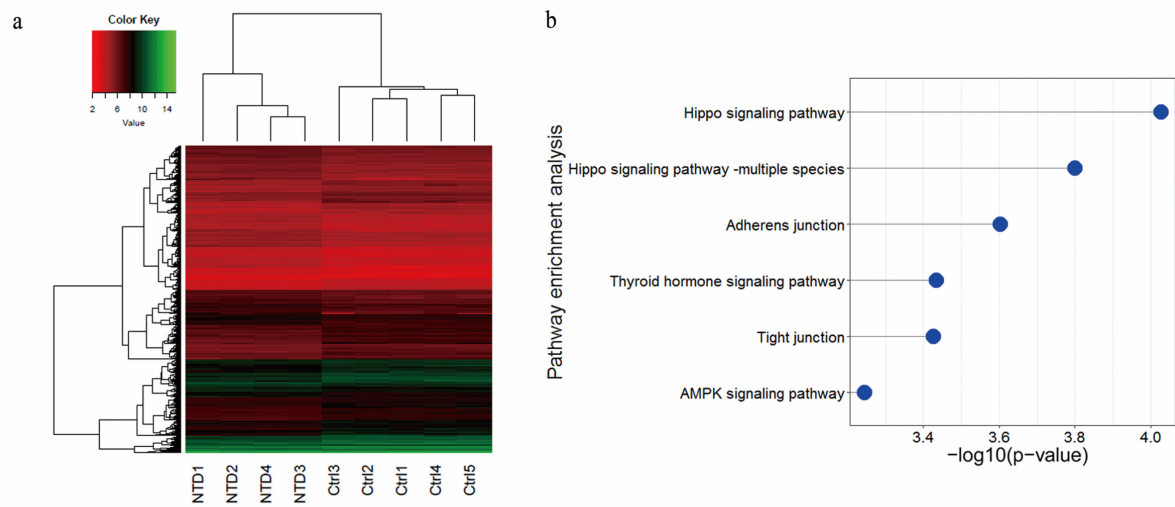 a
Color Key
2 6 10 14
Value
NTD1 NTD2 NTD4 NTD3 Ctrl3 Ctrl2 Ctrl1 Ctrl4 Ctrl5
b
Pathway enrichment analysis
Hippo signaling pathway
Hippo signaling pathway -multiple species
Adherens junction
Thyroid hormone signaling pathway
Tight junction
AMPK signaling pathway
3.4 3.6 3.8 4.0
−log10(p-value)